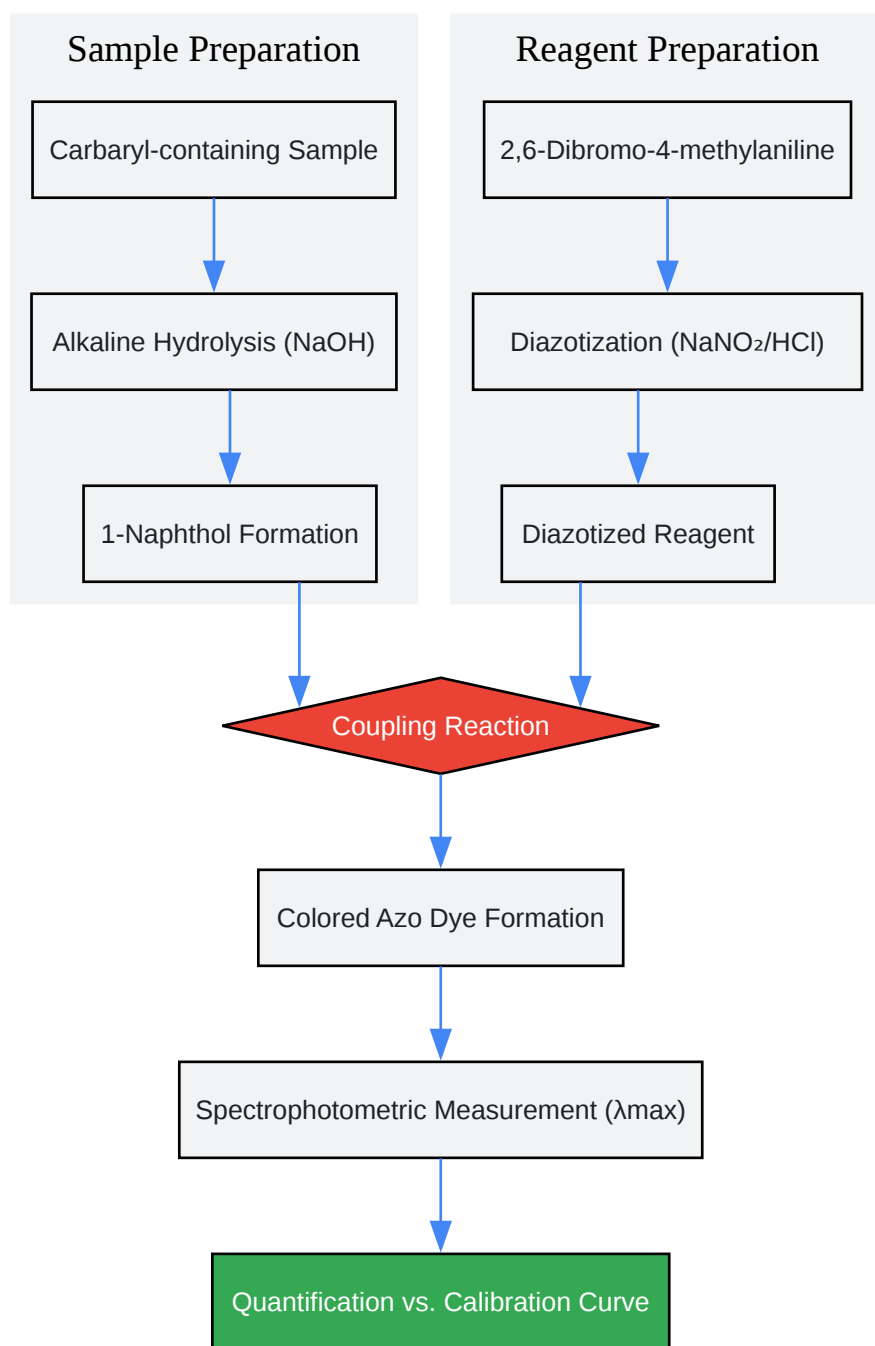 Sample Preparation
Carbaryl-containing Sample
Alkaline Hydrolysis (NaOH)
1-Naphthol Formation
Reagent Preparation
2,6-Dibromo-4-methylaniline
Diazotization (NaNO₂/HCl)
Diazotized Reagent
Coupling Reaction
Colored Azo Dye Formation
Spectrophotometric Measurement (λmax)
Quantification vs. Calibration Curve